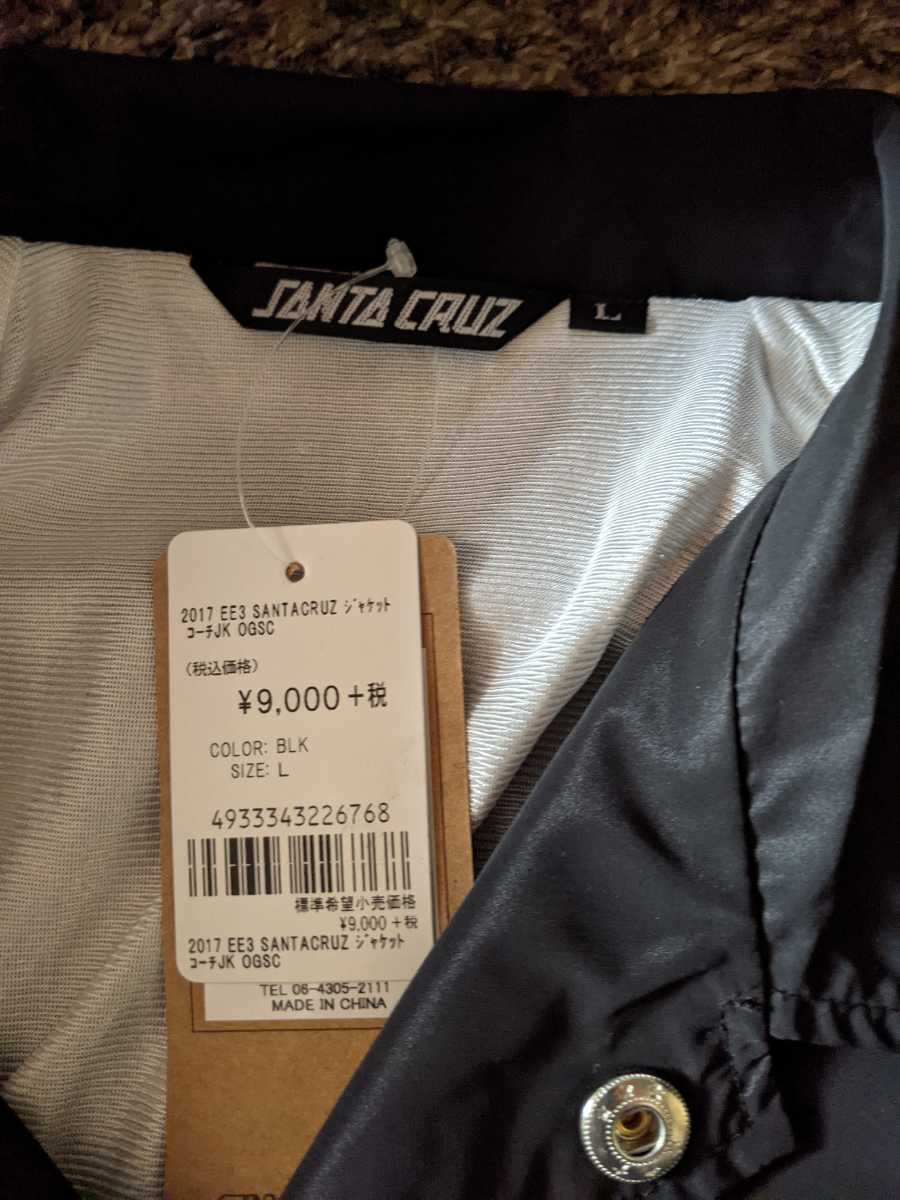 SANTA CRUZ
L
2017 EE3 SANTACRUZ ｼﾞｬｹｯﾄ
ｺｰﾁJK OGSC
(税込価格)
¥9,000+税
COLOR: BLK
SIZE: L
4933343226768
標準希望小売価格
¥9,000+税
2017 EE3 SANTACRUZ ｼﾞｬｹｯﾄ
ｺｰﾁJK OGSC
TEL 06-4305-2111
MADE IN CHINA